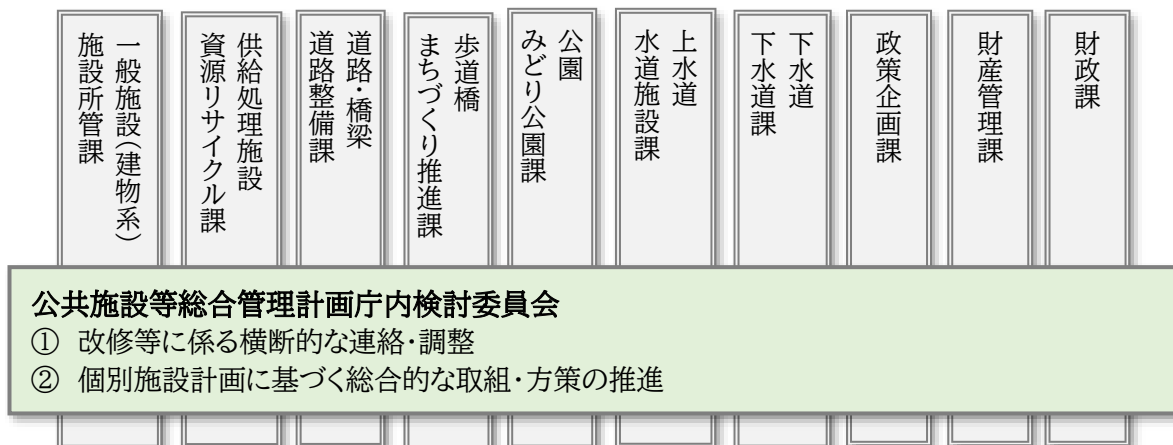 一般施設（建物系）
施設所管課
供給処理施設
資源リサイクル課
道路・橋梁
道路整備課
歩道橋
まちづくり推進課
公園
みどり公園課
上水道
水道施設課
下水道
下水道課
政策企画課
財産管理課
財政課
公共施設等総合管理計画庁内検討委員会
① 改修等に係る横断的な連絡・調整
② 個別施設計画に基づく総合的な取組・方策の推進